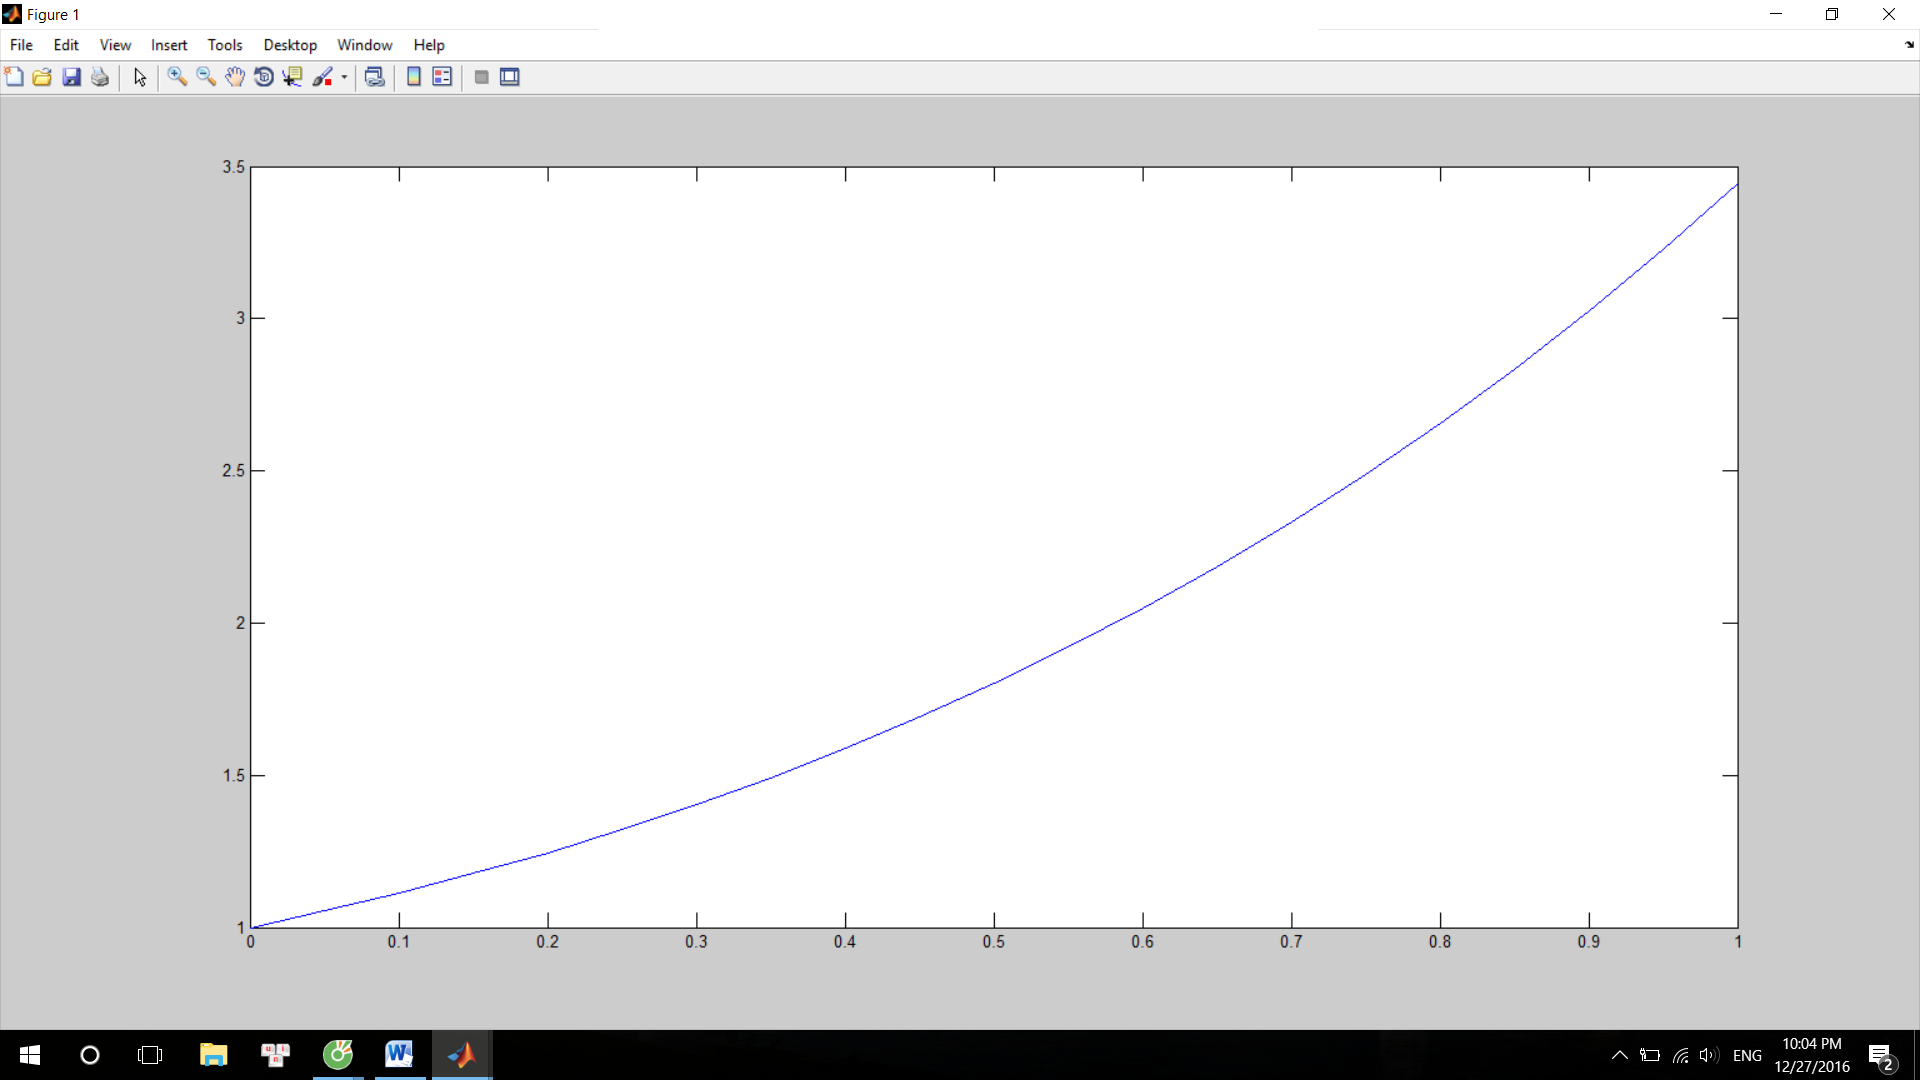 Figure 1
File Edit View Insert Tools Desktop Window Help
3.5
3
2.5
2
1.5
1
0 0.1 0.2 0.3 0.4 0.5 0.6 0.7 0.8 0.9 1
u i n
W
ENG
10:04 PM
12/27/2016
2